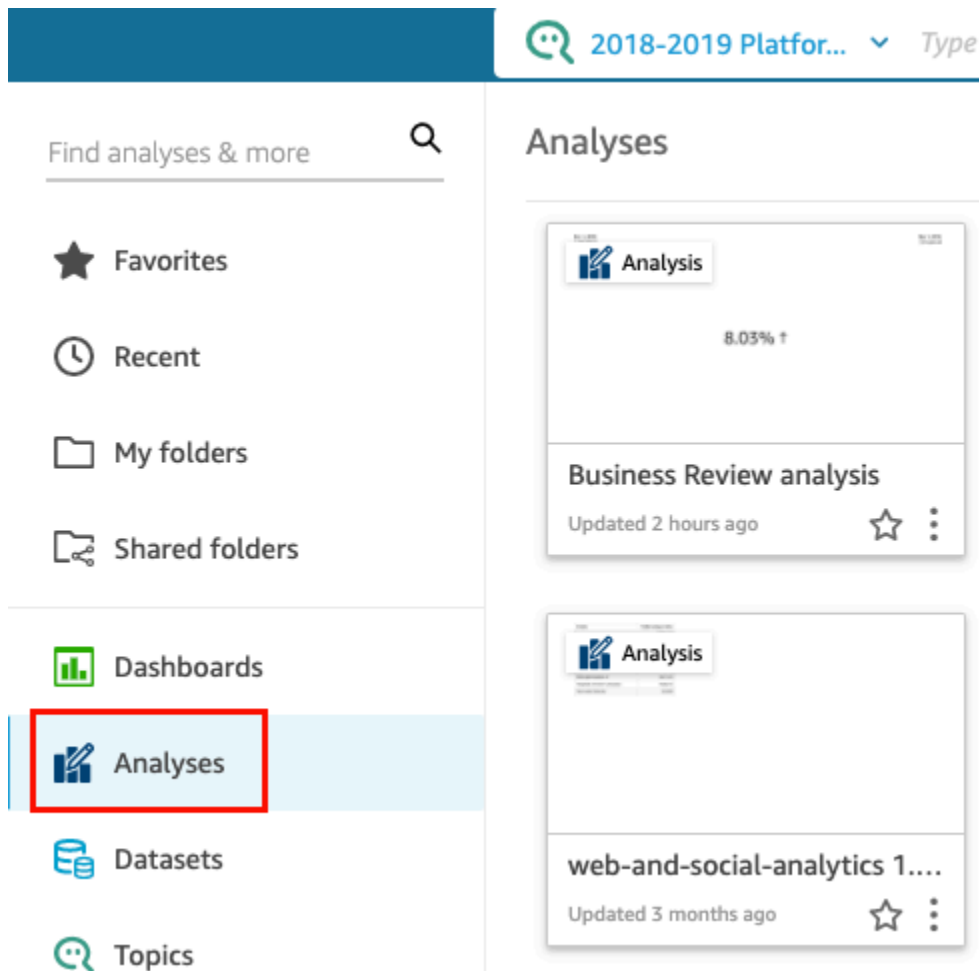 2018-2019 Platfor... Type
Find analyses & more
Favorites
Recent
My folders
Shared folders
Dashboards
Analyses
Datasets
Topics
Analyses
Analysis
8.03% ↑
Business Review analysis
Updated 2 hours ago
Analysis
web-and-social-analytics 1....
Updated 3 months ago